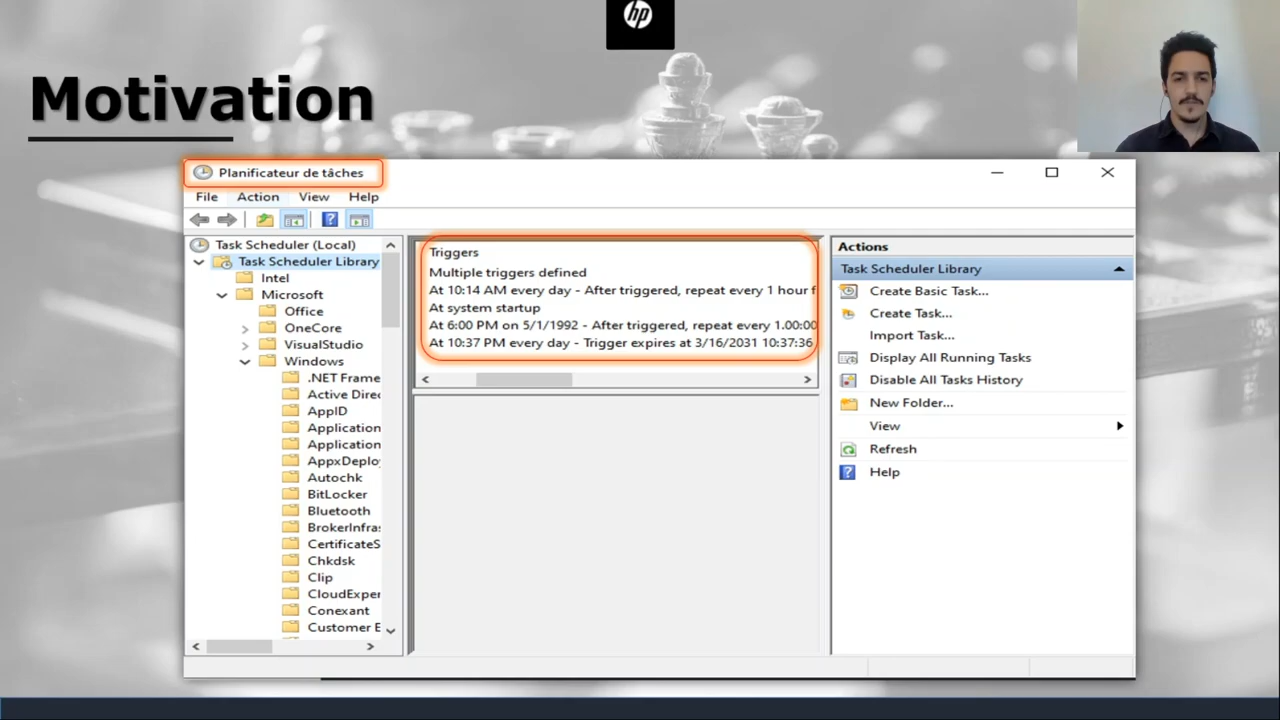 hp
Motivation
Planificateur de tâches
File Action View Help
Task Scheduler (Local)
Task Scheduler Library
Intel
Microsoft
Office
OneCore
VisualStudio
Windows
.NET Frame
Active Direc
AppID
Application
Application
AppxDeploy
Autochk
BitLocker
Bluetooth
BrokerInfras
CertificateS
Chkdsk
Clip
CloudExper
Conexant
Customer E
Triggers
Multiple triggers defined
At 10:14 AM every day - After triggered, repeat every 1 hour f
At system startup
At 6:00 PM on 5/1/1992 - After triggered, repeat every 1.00:00
At 10:37 PM every day - Trigger expires at 3/16/2031 10:37:36
Actions
Task Scheduler Library
Create Basic Task...
Create Task...
Import Task...
Display All Running Tasks
Disable All Tasks History
New Folder...
View
Refresh
Help